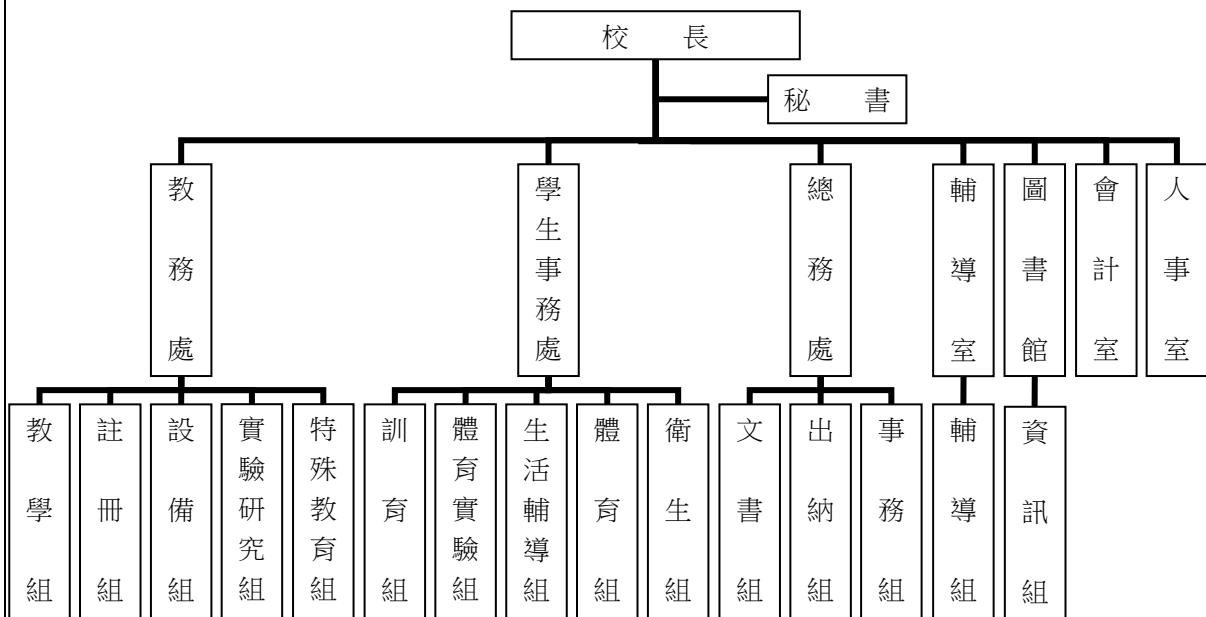 校長
秘書
教務處
學生事務處
總務處
輔導室
圖書館
會計室
人事室
教學組
註冊組
設備組
實驗研究組
特殊教育組
訓育組
體育實驗組
生活輔導組
體育組
衛生組
文書組
出納組
事務組
輔導組
資訊組